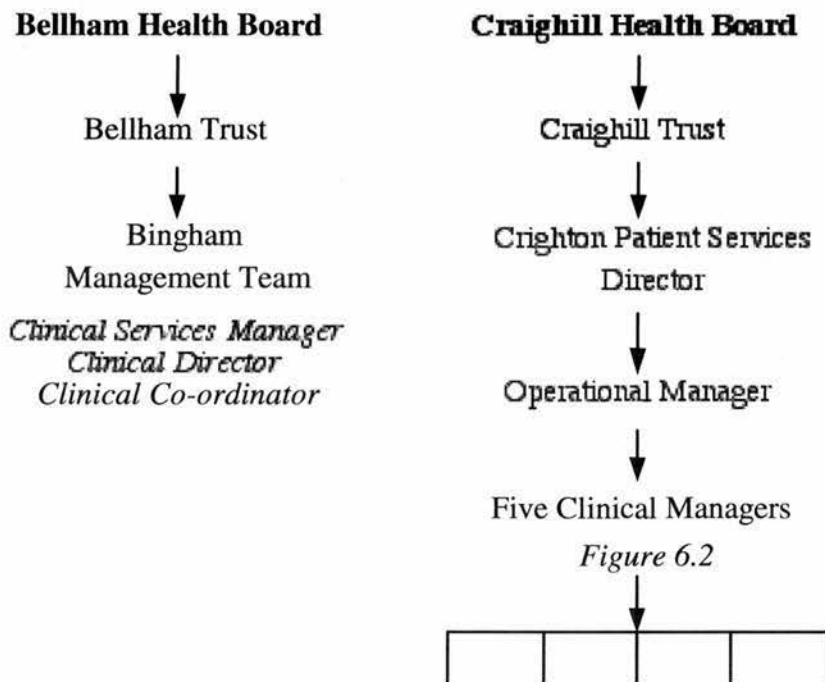 Bellham Health Board
Bellham Trust
Bingham
Management Team
Clinical Services Manager
Clinical Director
Clinical Co-ordinator
Craighill Health Board
Craighill Trust
Crighton Patient Services
Director
Operational Manager
Five Clinical Managers
Figure 6.2